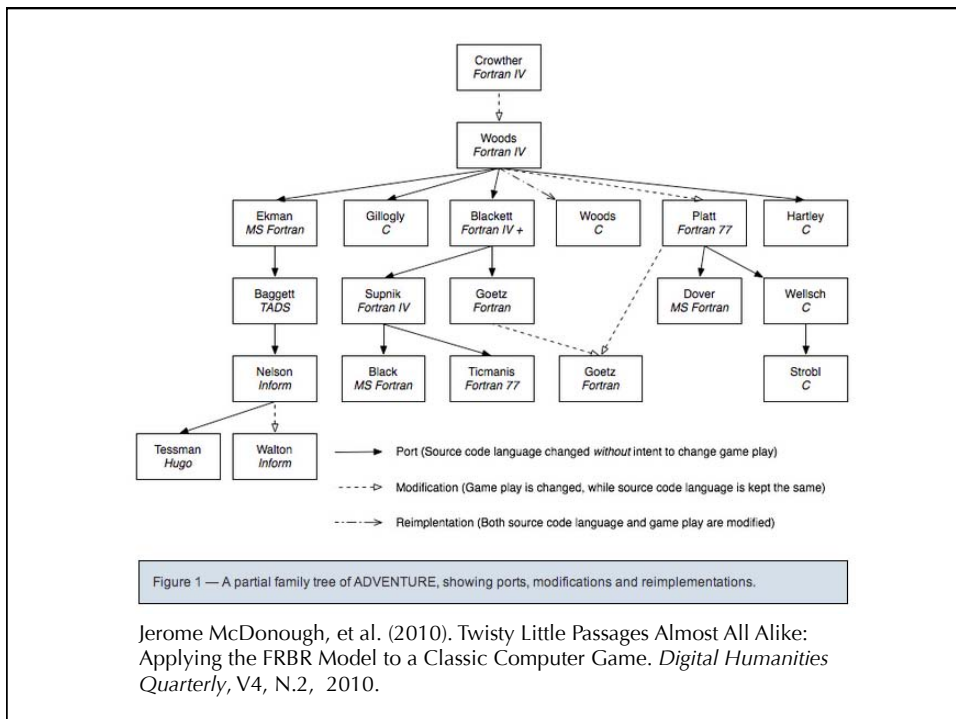 Crowther
Fortran IV
Woods
Fortran IV
Ekman
MS Fortran
Gillogly
C
Blackett
Fortran IV +
Woods
C
Platt
Fortran 77
Hartley
C
Baggett
TADS
Supnik
Fortran IV
Goetz
Fortran
Dover
MS Fortran
Wellsch
C
Nelson
Inform
Black
MS Fortran
Ticmanis
Fortran 77
Goetz
Fortran
Strobl
C
Tessman
Hugo
Walton
Inform
Port (Source code language changed without intent to change game play)
Modification (Game play is changed, while source code language is kept the same)
Reimplentation (Both source code language and game play are modified)
Figure 1 — A partial family tree of ADVENTURE, showing ports, modifications and reimplementations.
Jerome McDonough, et al. (2010). Twisty Little Passages Almost All Alike:
Applying the FRBR Model to a Classic Computer Game. Digital Humanities
Quarterly, V4, N.2, 2010.